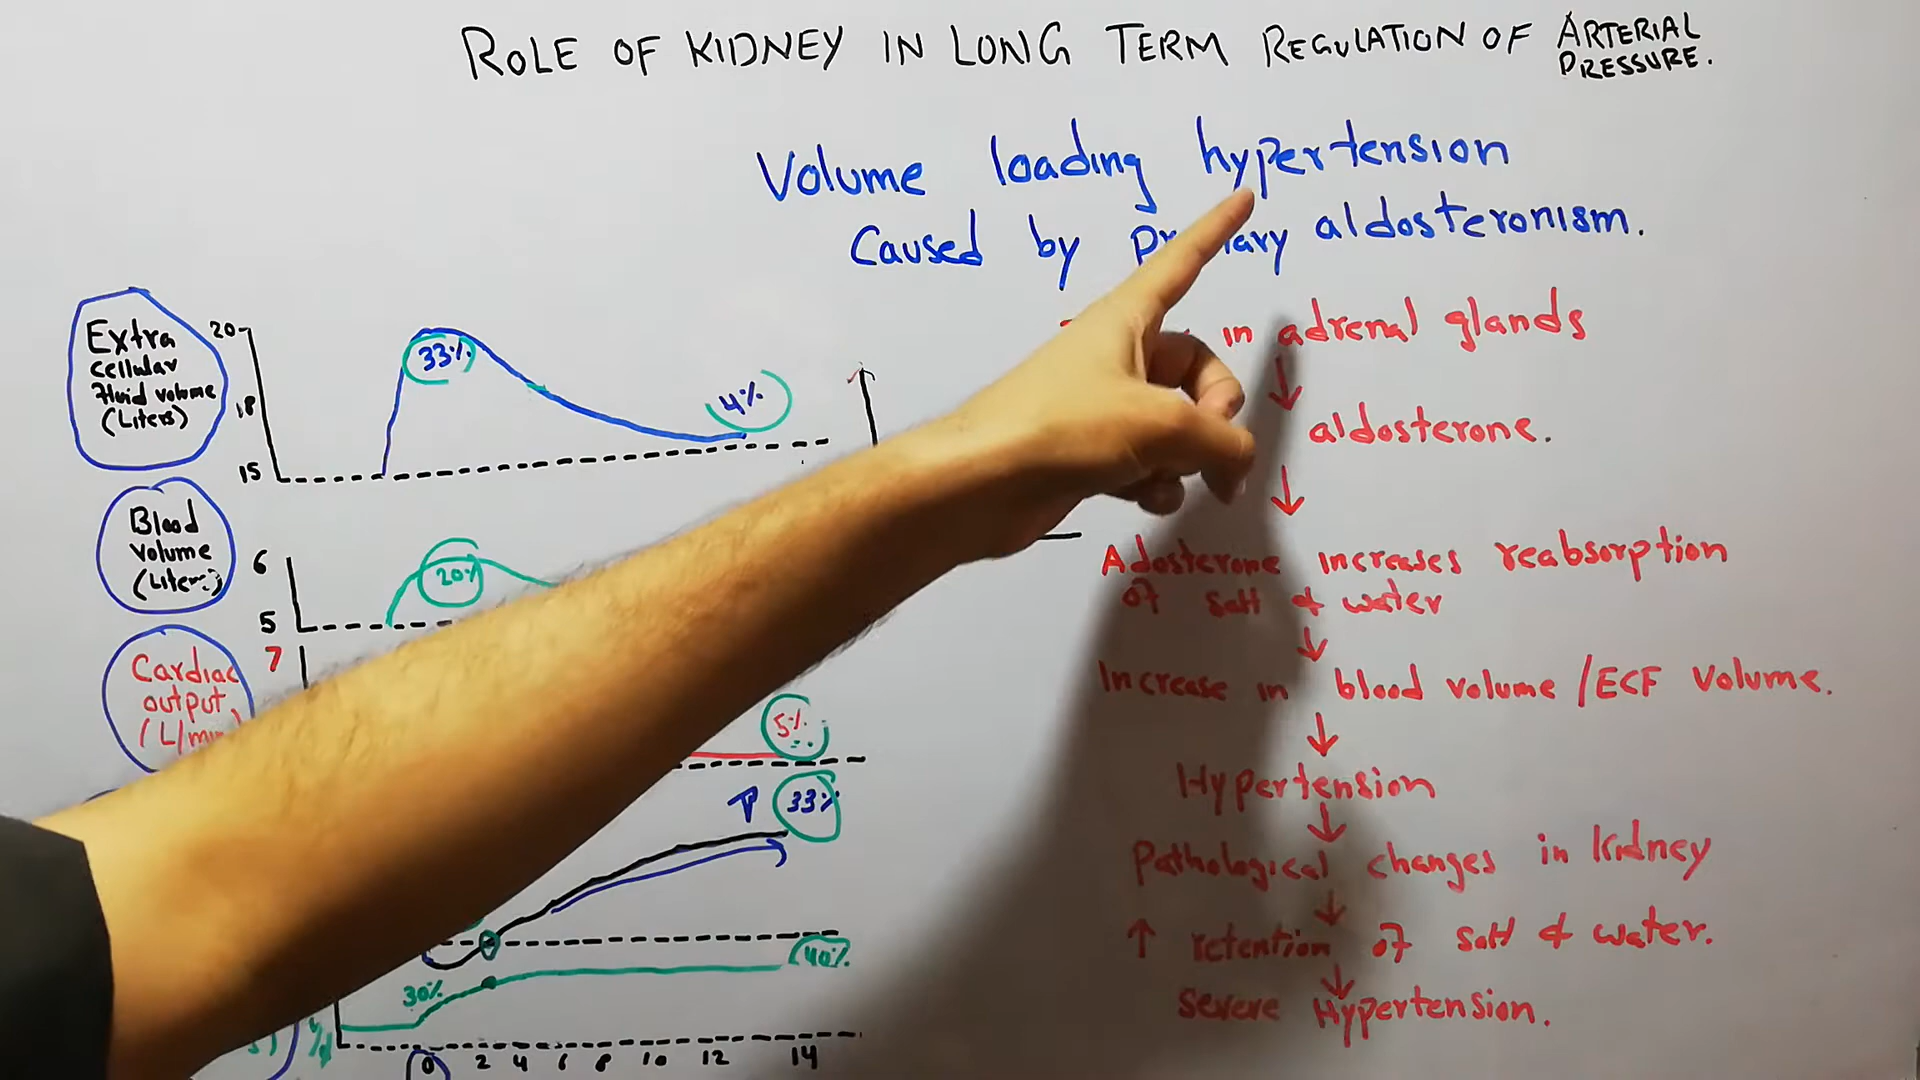 ROLE OF KIDNEY IN LONG TERM REGULATION OF ARTERIAL PRESSURE.
Volume loading hypertension
Caused by aldosteronism.
in adrenal glands
aldosterone.
Adosterone increases reabsorption
of salt & water
Increase in blood volume / ECF Volume.
Hypertension
Pathological changes in Kidney
↑ retention of salt & water.
Severe Hypertension.
Extra
cellular
fluid volume
(Liters)
20
18
15
33%
4%
Blood
volume
(Liters)
6
5
20%
Cardiac
output
7
5%
33%
30%
40%
0 2 4 6 8 10 12 14